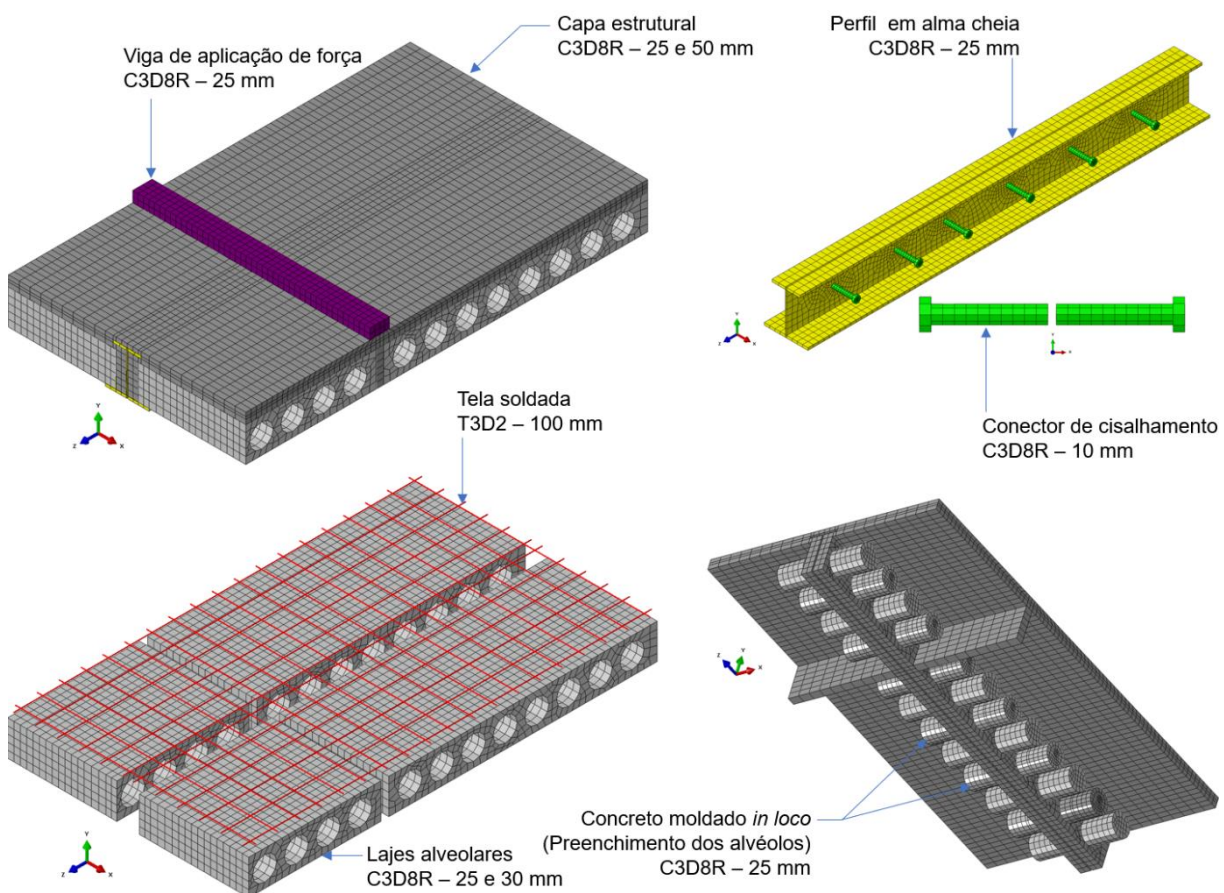 Viga de aplicação de força
C3D8R – 25 mm
Capa estrutural
C3D8R – 25 e 50 mm
Perfil em alma cheia
C3D8R – 25 mm
Conector de cisalhamento
C3D8R – 10 mm
Tela soldada
T3D2 – 100 mm
Lajes alveolares
C3D8R – 25 e 30 mm
Concreto moldado in loco
(Preenchimento dos alvéolos)
C3D8R – 25 mm